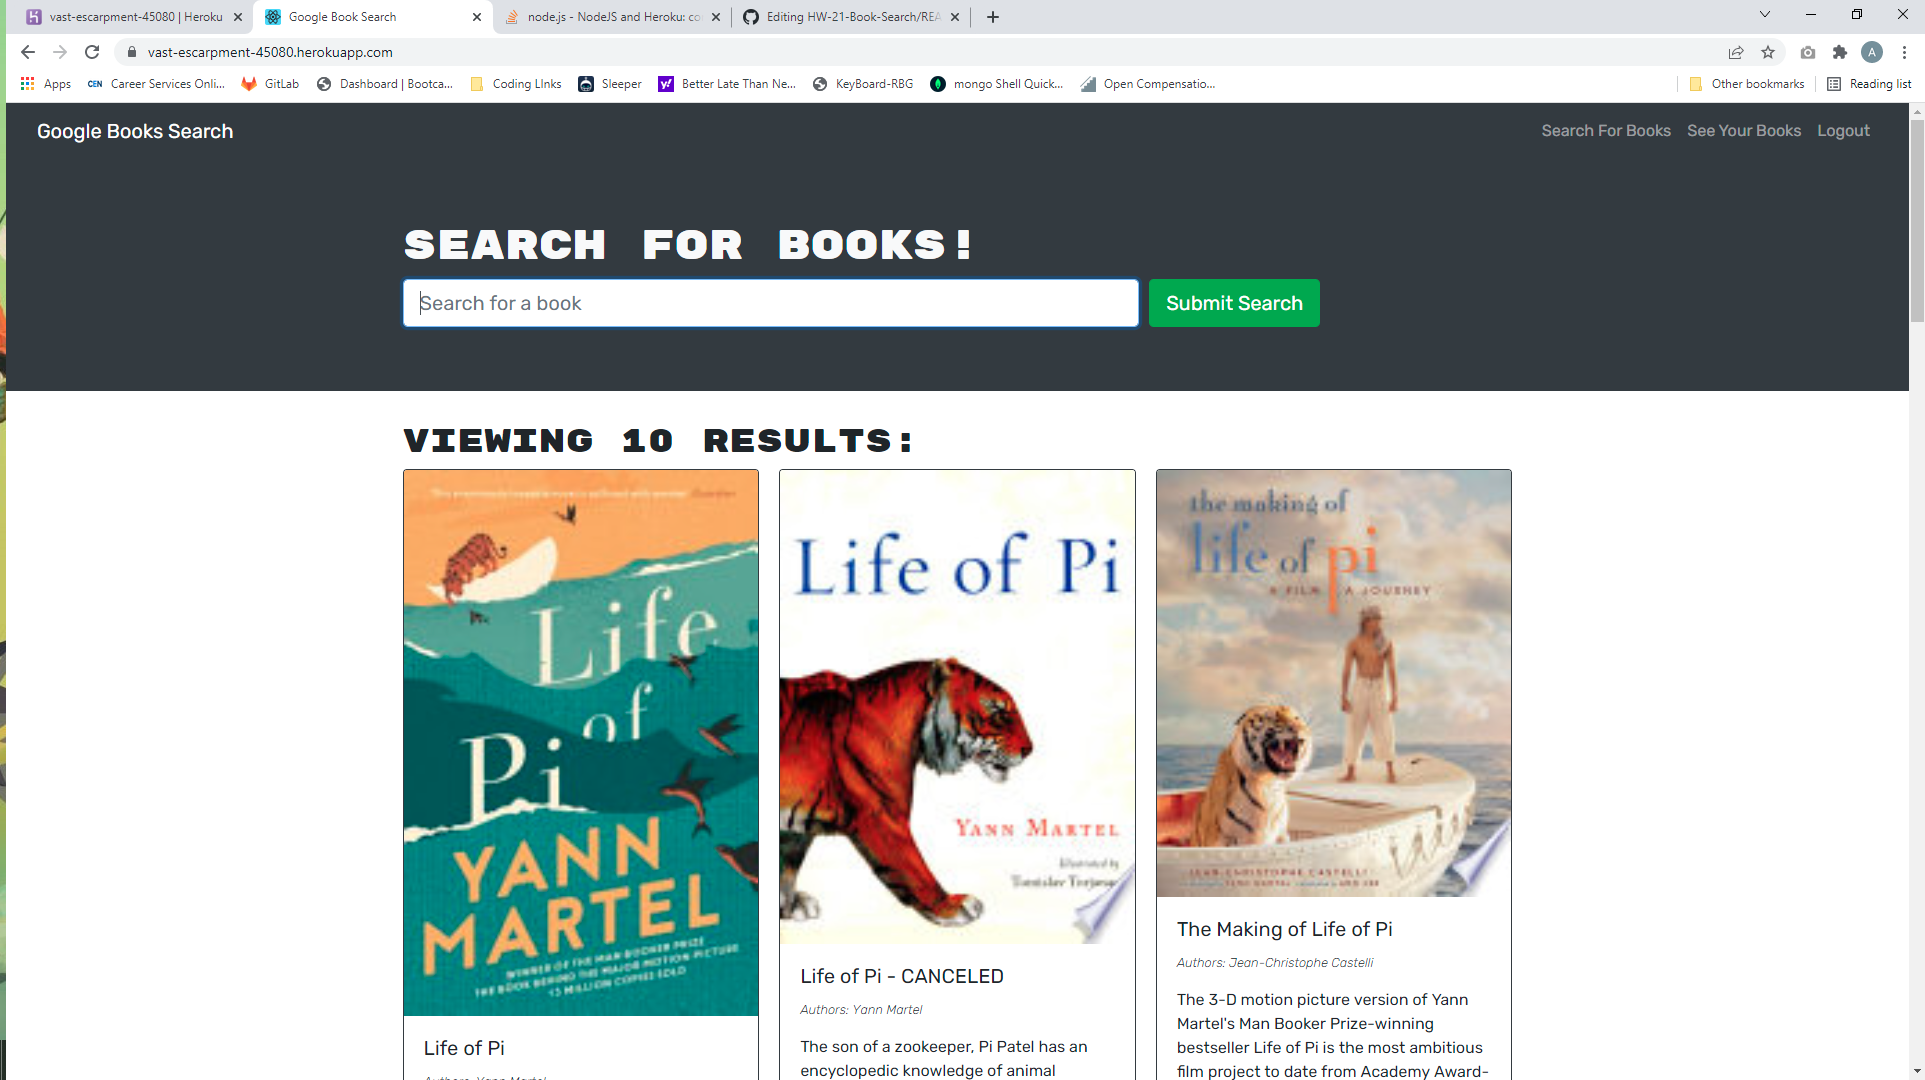 vast-escarpment-45080 | Heroku
Google Book Search
node.js - NodeJS and Heroku: co
Editing HW-21-Book-Search/REA
vast-escarpment-45080.herokuapp.com
A
Apps
CEN Career Services Onli...
GitLab
Dashboard | Bootca...
Coding LInks
Sleeper
y! Better Late Than Ne...
KeyBoard-RBG
mongo Shell Quick...
Open Compensatio...
Other bookmarks
Reading list
Google Books Search
Search For Books
See Your Books
Logout
SEARCH FOR BOOKS!
Search for a book
Submit Search
VIEWING 10 RESULTS:
Life
of
Pi
YANN
MARTEL
WINNER OF THE MAN BOOKER PRIZE
THE BOOK BEHIND THE MAJOR MOTION PICTURE
13 MILLION COPIES SOLD
Life of Pi
Authors: Yann Martel
Life of Pi
YANN MARTEL
Illustrated by
Life of Pi - CANCELED
Authors: Yann Martel
The son of a zookeeper, Pi Patel has an
encyclopedic knowledge of animal
the making of
life of pi
A FILM, A JOURNEY
JEAN-CHRISTOPHE CASTELLI
The Making of Life of Pi
Authors: Jean-Christophe Castelli
The 3-D motion picture version of Yann
Martel's Man Booker Prize-winning
bestseller Life of Pi is the most ambitious
film project to date from Academy Award-